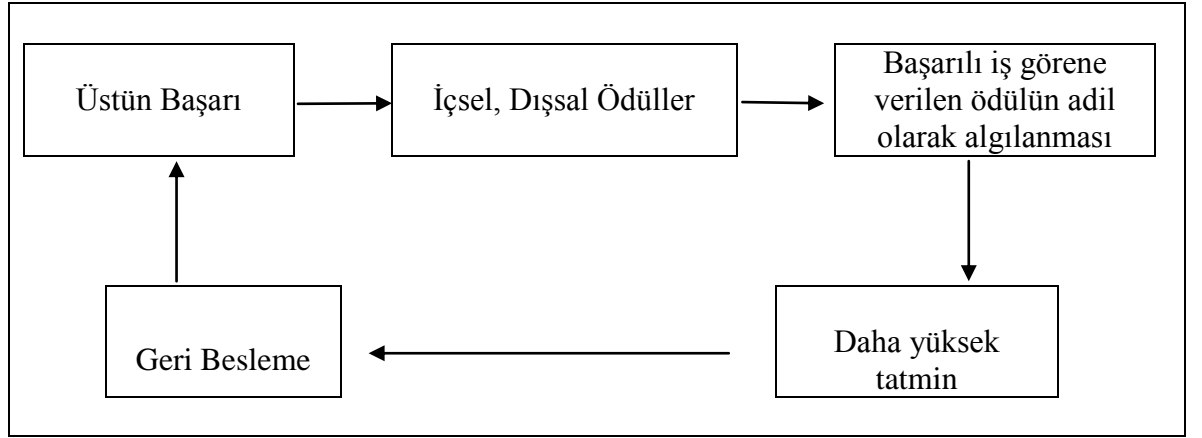 Üstün Başarı
İçsel, Dışsal Ödüller
Başarılı iş görene
verilen ödülün adil
olarak algılanması
Geri Besleme
Daha yüksek
tatmin